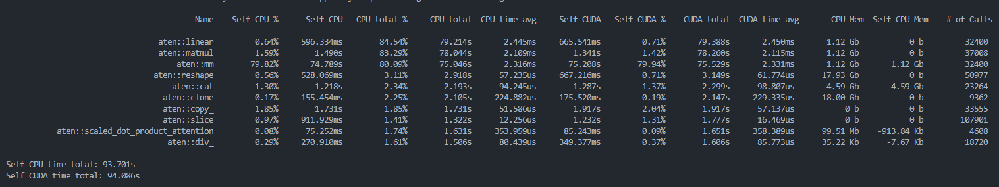 Name Self CPU % Self CPU CPU total % CPU total CPU time avg Self CUDA Self CUDA % CUDA total CUDA time avg CPU Mem Self CPU Mem # of Calls
aten::linear 0.64% 596.334ms 84.54% 79.214s 2.445ms 665.541ms 0.71% 79.388s 2.450ms 1.12 Gb 0 b 32400
aten::matmul 1.59% 1.490s 83.29% 78.044s 2.109ms 1.341s 1.42% 78.260s 2.115ms 1.12 Gb 0 b 37008
aten::mm 79.82% 74.789s 80.09% 75.046s 2.316ms 75.208s 79.94% 75.529s 2.331ms 1.12 Gb 1.12 Gb 32400
aten::reshape 0.56% 528.069ms 3.11% 2.918s 57.235us 667.216ms 0.71% 3.149s 61.774us 17.93 Gb 0 b 50977
aten::cat 1.30% 1.218s 2.34% 2.193s 94.245us 1.287s 1.37% 2.299s 98.807us 4.59 Gb 4.59 Gb 23264
aten::clone 0.17% 155.454ms 2.25% 2.105s 224.882us 175.520ms 0.19% 2.147s 229.335us 18.00 Gb 0 b 9362
aten::copy_ 1.85% 1.731s 1.85% 1.731s 51.586us 1.917s 2.04% 1.917s 57.137us 0 b 0 b 33555
aten::slice 0.97% 911.929ms 1.41% 1.322s 12.256us 1.232s 1.31% 1.777s 16.469us 0 b 0 b 107901
aten::scaled_dot_product_attention 0.08% 75.252ms 1.74% 1.631s 353.959us 85.243ms 0.09% 1.651s 358.389us 99.51 Mb -913.84 Kb 4608
aten::div_ 0.29% 270.910ms 1.61% 1.506s 80.439us 349.377ms 0.37% 1.606s 85.773us 35.22 Kb -7.67 Kb 18720
Self CPU time total: 93.701s
Self CUDA time total: 94.086s